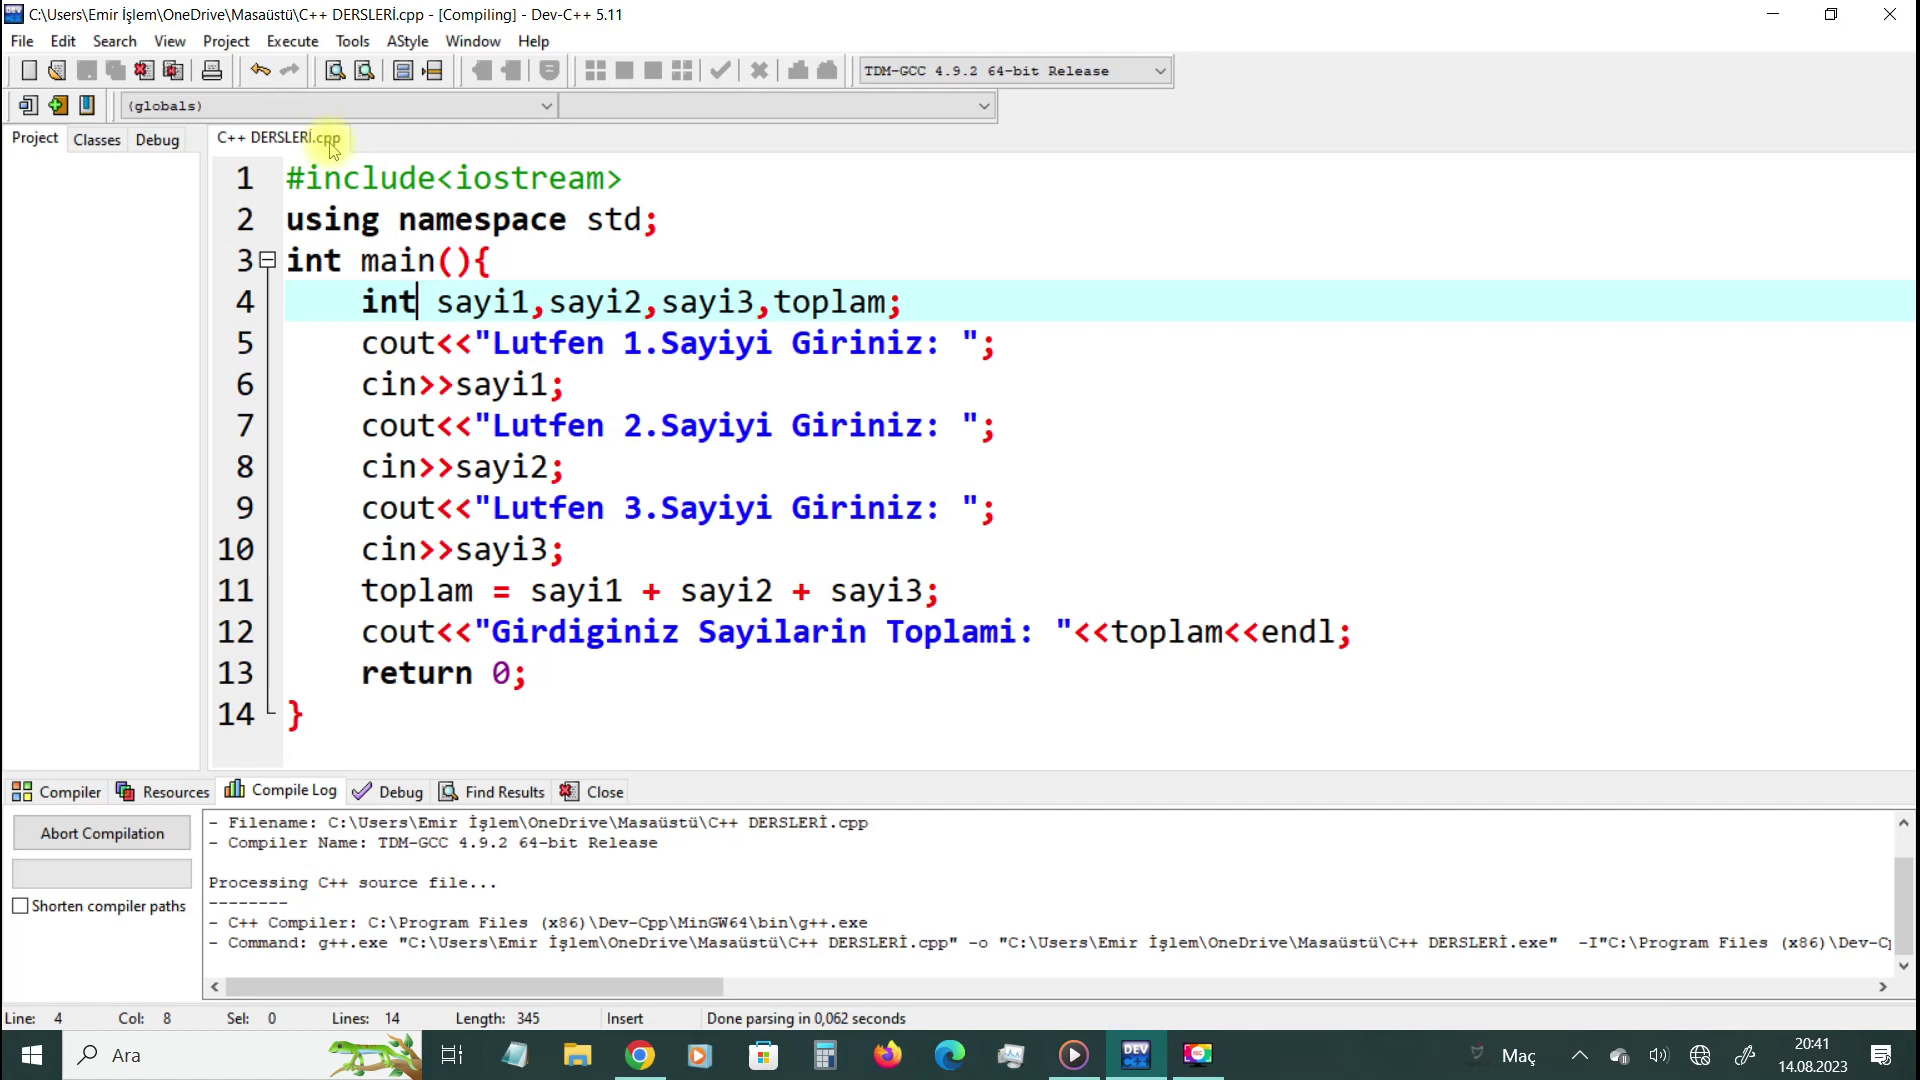 C:\Users\Emir İşlem\OneDrive\Masaüstü\C++ DERSLERİ.cpp - [Compiling] - Dev-C++ 5.11
File Edit Search View Project Execute Tools AStyle Window Help
TDM-GCC 4.9.2 64-bit Release
(globals)
Project Classes Debug
C++ DERSLERİ.cpp
1 #include<iostream>
2 using namespace std;
3 int main(){
4 int sayi1,sayi2,sayi3,toplam;
5 cout<<"Lutfen 1.Sayiyi Giriniz: ";
6 cin>>sayi1;
7 cout<<"Lutfen 2.Sayiyi Giriniz: ";
8 cin>>sayi2;
9 cout<<"Lutfen 3.Sayiyi Giriniz: ";
10 cin>>sayi3;
11 toplam = sayi1 + sayi2 + sayi3;
12 cout<<"Girdiginiz Sayilarin Toplami: "<<toplam<<endl;
13 return 0;
14 }
Compiler Resources Compile Log Debug Find Results Close
Abort Compilation
Shorten compiler paths
- Filename: C:\Users\Emir İşlem\OneDrive\Masaüstü\C++ DERSLERİ.cpp
- Compiler Name: TDM-GCC 4.9.2 64-bit Release
Processing C++ source file...
--------
- C++ Compiler: C:\Program Files (x86)\Dev-Cpp\MinGW64\bin\g++.exe
- Command: g++.exe "C:\Users\Emir İşlem\OneDrive\Masaüstü\C++ DERSLERİ.cpp" -o "C:\Users\Emir İşlem\OneDrive\Masaüstü\C++ DERSLERİ.exe" -I"C:\Program Files (x86)\Dev-C
Line: 4 Col: 8 Sel: 0 Lines: 14 Length: 345 Insert Done parsing in 0,062 seconds
Ara
DEV C++
REC
Maç
20:41
14.08.2023